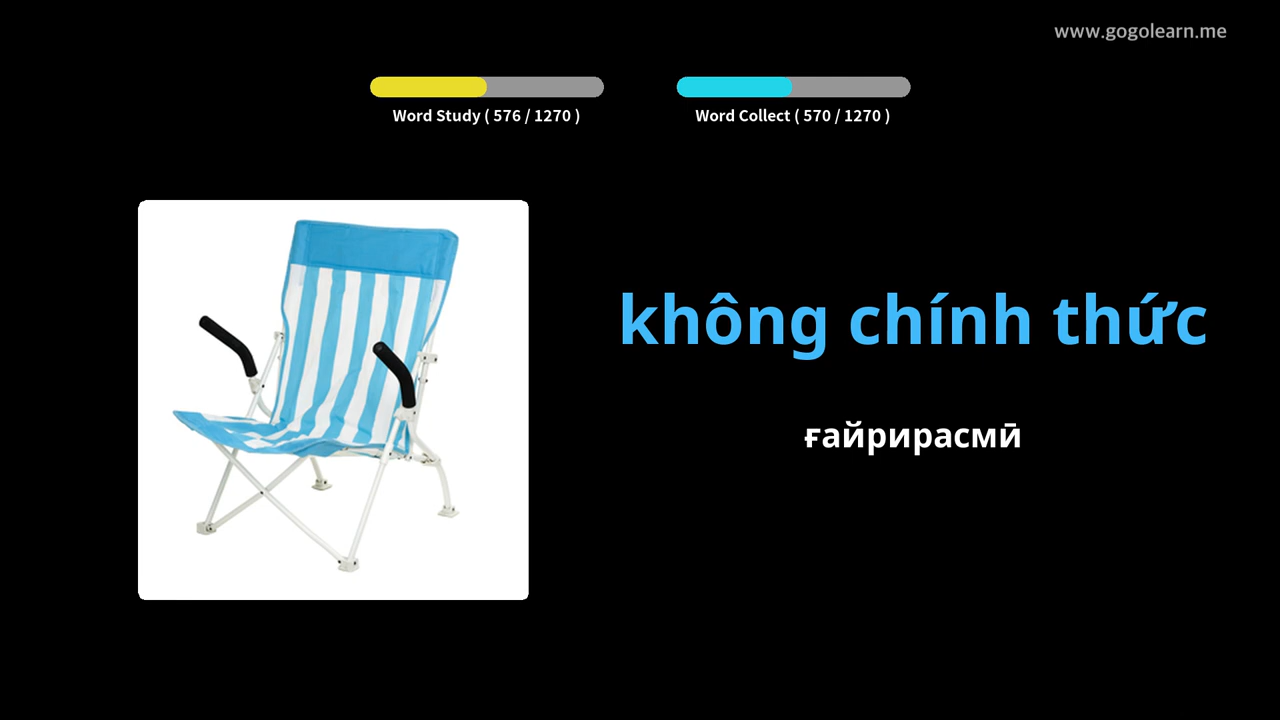 www.gogolearn.me
Word Study ( 576 / 1270 )
Word Collect ( 570 / 1270 )
không chính thức
ғайрирасмӣ